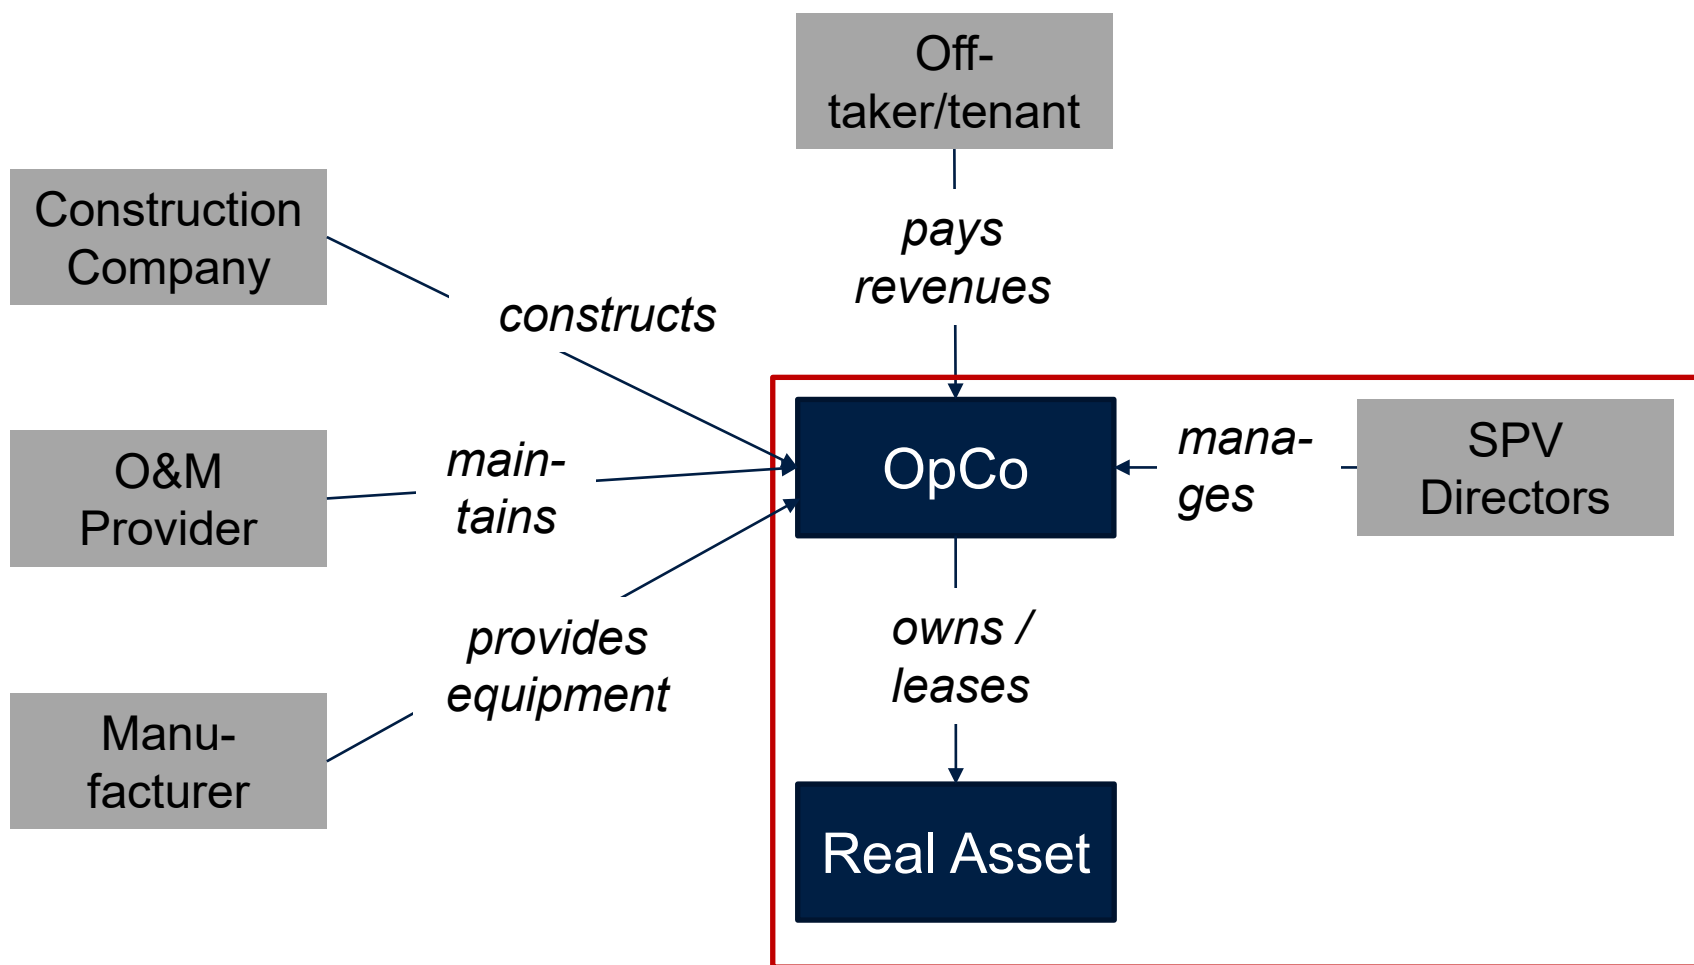 Off-
taker/tenant
Construction
Company
pays
revenues
constructs
O&M
Provider
main-
tains
OpCo
mana-
ges
SPV
Directors
provides
equipment
owns /
leases
Manu-
facturer
Real Asset